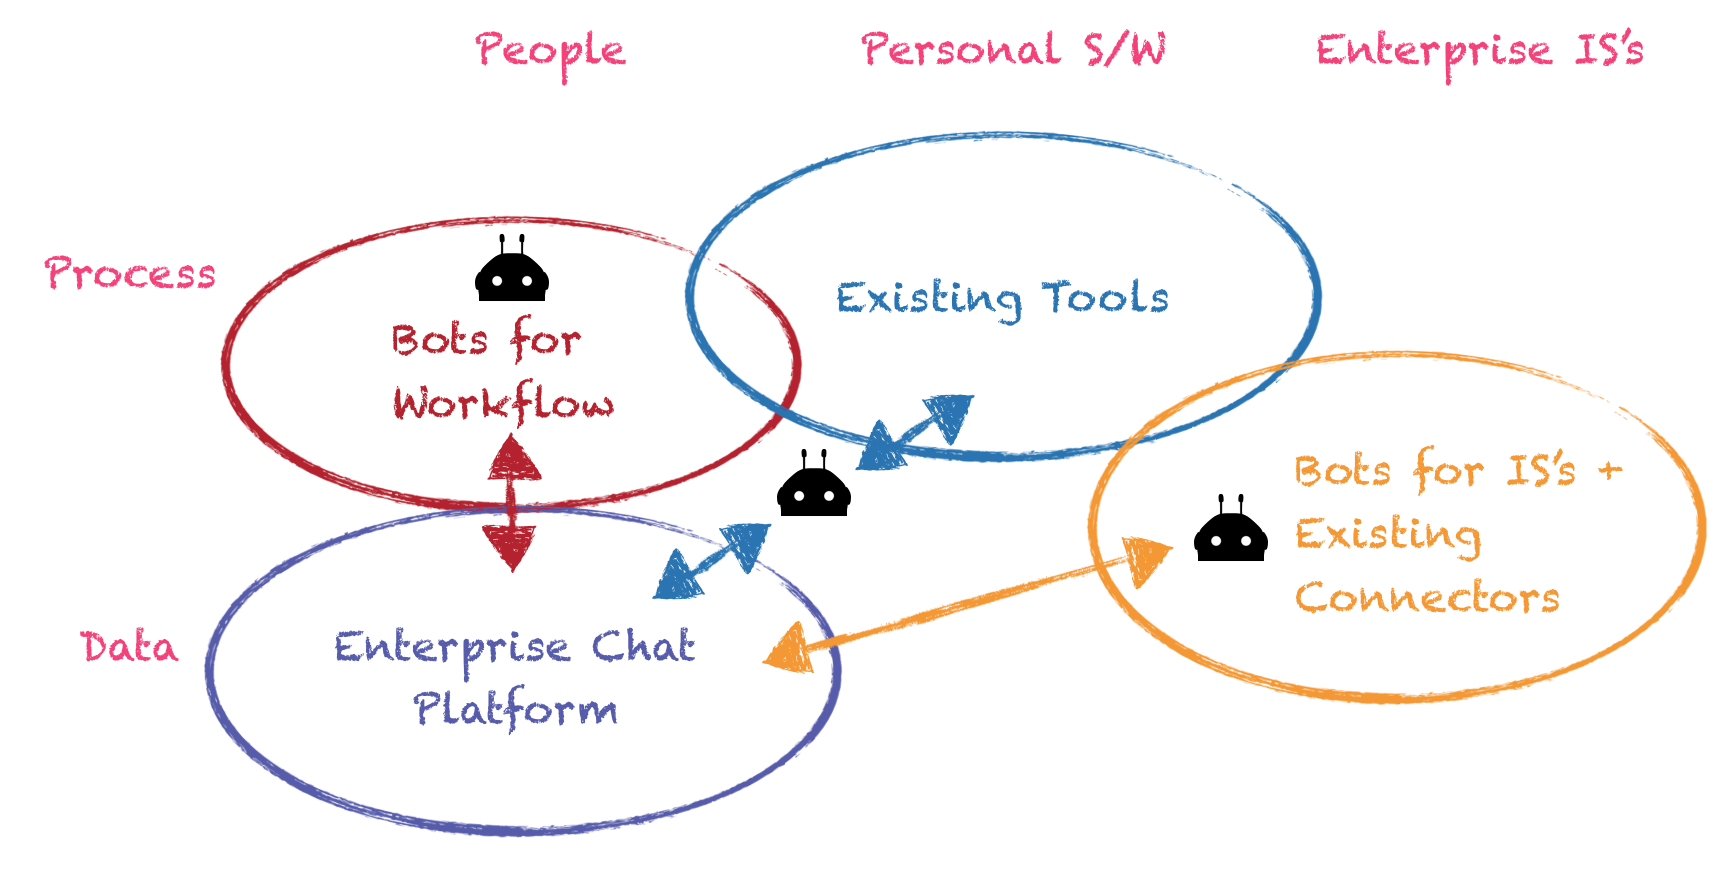 People
Personal S/W
Enterprise IS's
Process
Existing Tools
Bots for
Workflow
Bots for IS's +
Existing
Connectors
Data
Enterprise Chat
Platform